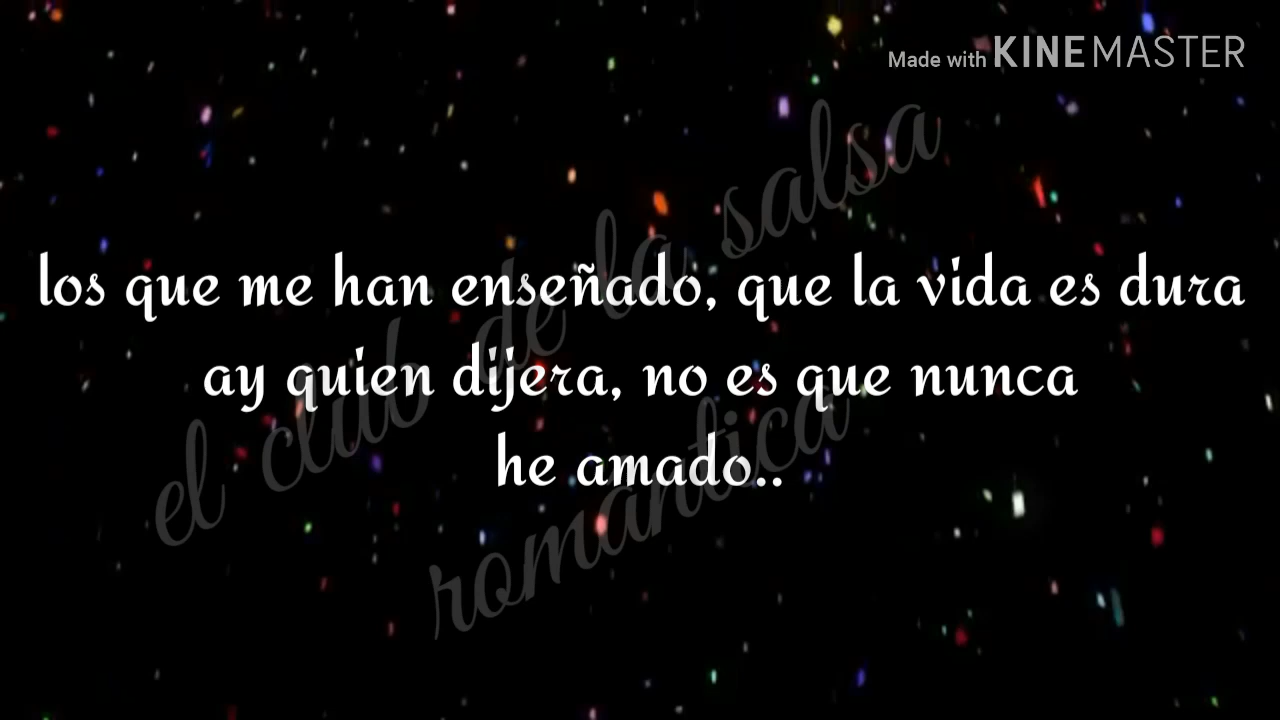 Made with KINEMASTER
los que me han enseñado, que la vida es dura
ay quien dijera, no es que nunca
he amado..
el club de la salsa
romántica